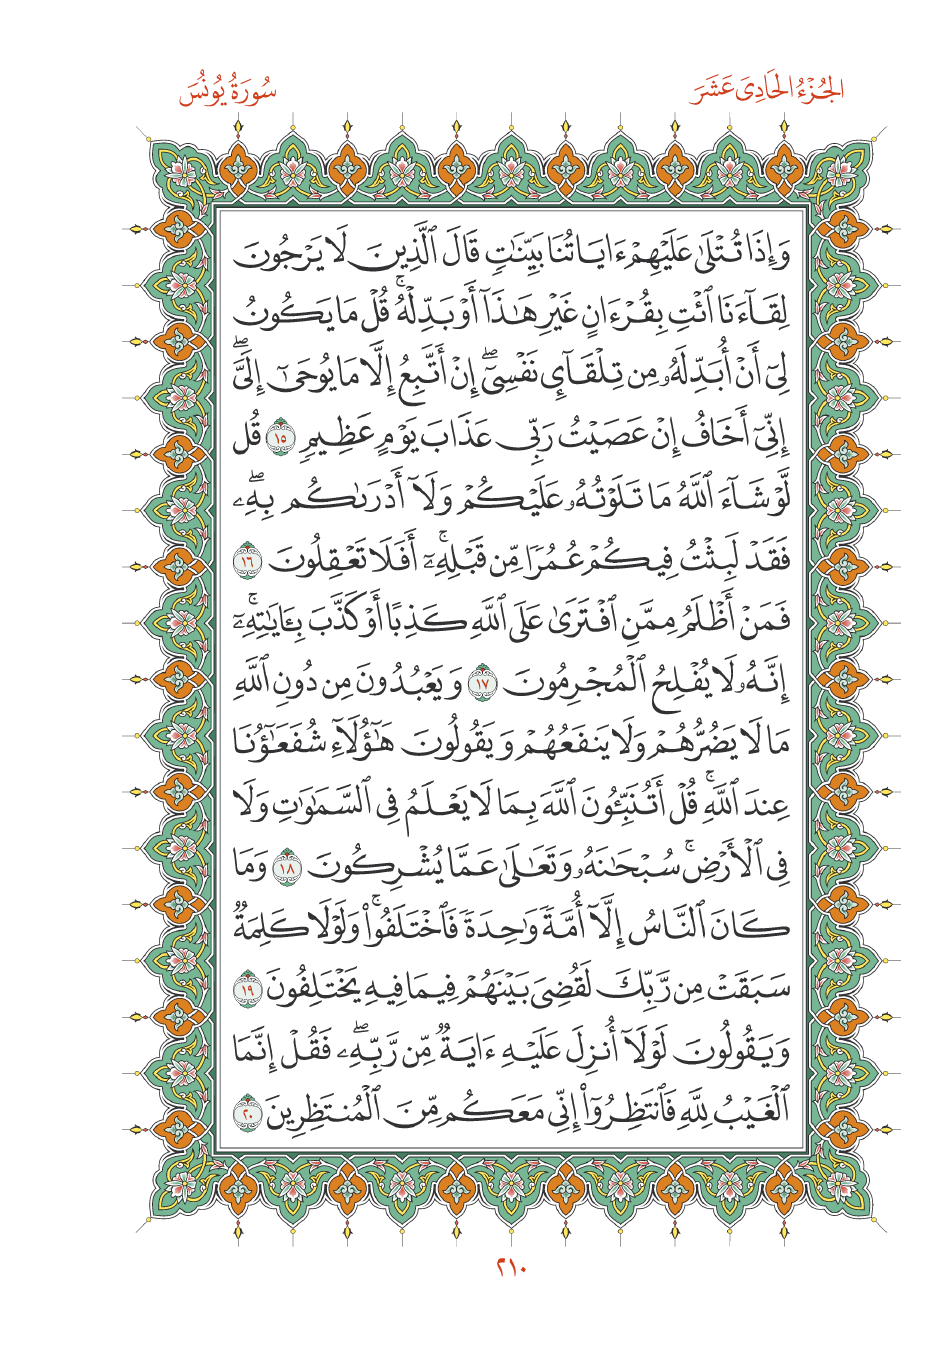 الجُزْءُ الحَادِىَ عَشَرَ
سُورَةُ يُونُسَ
وَإِذَا تُتْلَىٰ عَلَيْهِمْ ءَايَاتُنَا بَيِّنَٰتٖ قَالَ ٱلَّذِينَ لَا يَرْجُونَ
لِقَآءَنَا ٱئْتِ بِقُرْءَانٍ غَيْرِ هَٰذَآ أَوْ بَدِّلْهُۚ قُلْ مَا يَكُونُ
لِىٓ أَنْ أُبَدِّلَهُۥ مِن تِلْقَآىِٕ نَفْسِىٓۖ إِنْ أَتَّبِعُ إِلَّا مَا يُوحَىٰٓ إِلَىَّۖ
إِنِّىٓ أَخَافُ إِنْ عَصَيْتُ رَبِّى عَذَابَ يَوْمٍ عَظِيمٖ ١٥ قُل
لَّوْ شَآءَ ٱللَّهُ مَا تَلَوْتُهُۥ عَلَيْكُمْ وَلَآ أَدْرَىٰكُم بِهِۦۖ
فَقَدْ لَبِثْتُ فِيكُمْ عُمُرٗا مِّن قَبْلِهِۦٓۚ أَفَلَا تَعْقِلُونَ ١٦
فَمَنْ أَظْلَمُ مِمَّنِ ٱفْتَرَىٰ عَلَى ٱللَّهِ كَذِبًا أَوْ كَذَّبَ بِـَٔايَٰتِهِۦٓۚ
إِنَّهُۥ لَا يُفْلِحُ ٱلْمُجْرِمُونَ ١٧ وَيَعْبُدُونَ مِن دُونِ ٱللَّهِ
مَا لَا يَضُرُّهُمْ وَلَا يَنفَعُهُمْ وَيَقُولُونَ هَٰٓؤُلَآءِ شُفَعَٰٓؤُنَا
عِندَ ٱللَّهِۚ قُلْ أَتُنَبِّـُٔونَ ٱللَّهَ بِمَا لَا يَعْلَمُ فِى ٱلسَّمَٰوَٰتِ وَلَا
فِى ٱلْأَرْضِۚ سُبْحَٰنَهُۥ وَتَعَٰلَىٰ عَمَّا يُشْرِكُونَ ١٨ وَمَا
كَانَ ٱلنَّاسُ إِلَّآ أُمَّةٗ وَٰحِدَةٗ فَٱخْتَلَفُوا۟ۚ وَلَوْلَا كَلِمَةٞ
سَبَقَتْ مِن رَّبِّكَ لَقُضِىَ بَيْنَهُمْ فِيمَا فِيهِ يَخْتَلِفُونَ ١٩
وَيَقُولُونَ لَوْلَآ أُنزِلَ عَلَيْهِ ءَايَةٞ مِّن رَّبِّهِۦۖ فَقُلْ إِنَّمَا
ٱلْغَيْبُ لِلَّهِ فَٱنتَظِرُوٓا۟ إِنِّى مَعَكُم مِّنَ ٱلْمُنتَظِرِينَ ٢٠
٢١٠